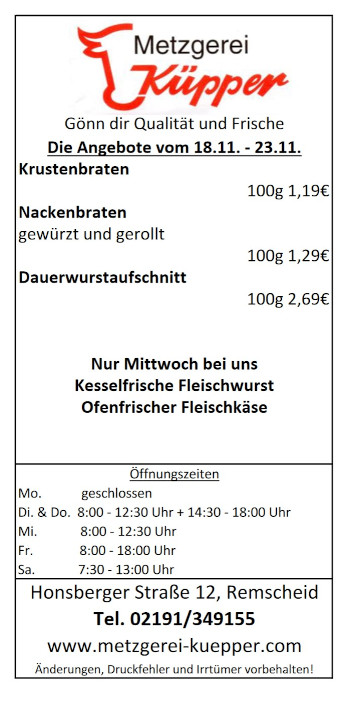 Metzgerei
Küpper
Gönn dir Qualität und Frische
Die Angebote vom 18.11. - 23.11.
Krustenbraten
100g 1,19€
Nackenbraten
gewürzt und gerollt
100g 1,29€
Dauerwurstaufschnitt
100g 2,69€
Nur Mittwoch bei uns
Kesselfrische Fleischwurst
Ofenfrischer Fleischkäse
Öffnungszeiten
Mo. geschlossen
Di. & Do. 8:00 - 12:30 Uhr + 14:30 - 18:00 Uhr
Mi. 8:00 - 12:30 Uhr
Fr. 8:00 - 18:00 Uhr
Sa. 7:30 - 13:00 Uhr
Honsberger Straße 12, Remscheid
Tel. 02191/349155
www.metzgerei-kuepper.com
Änderungen, Druckfehler und Irrtümer vorbehalten!